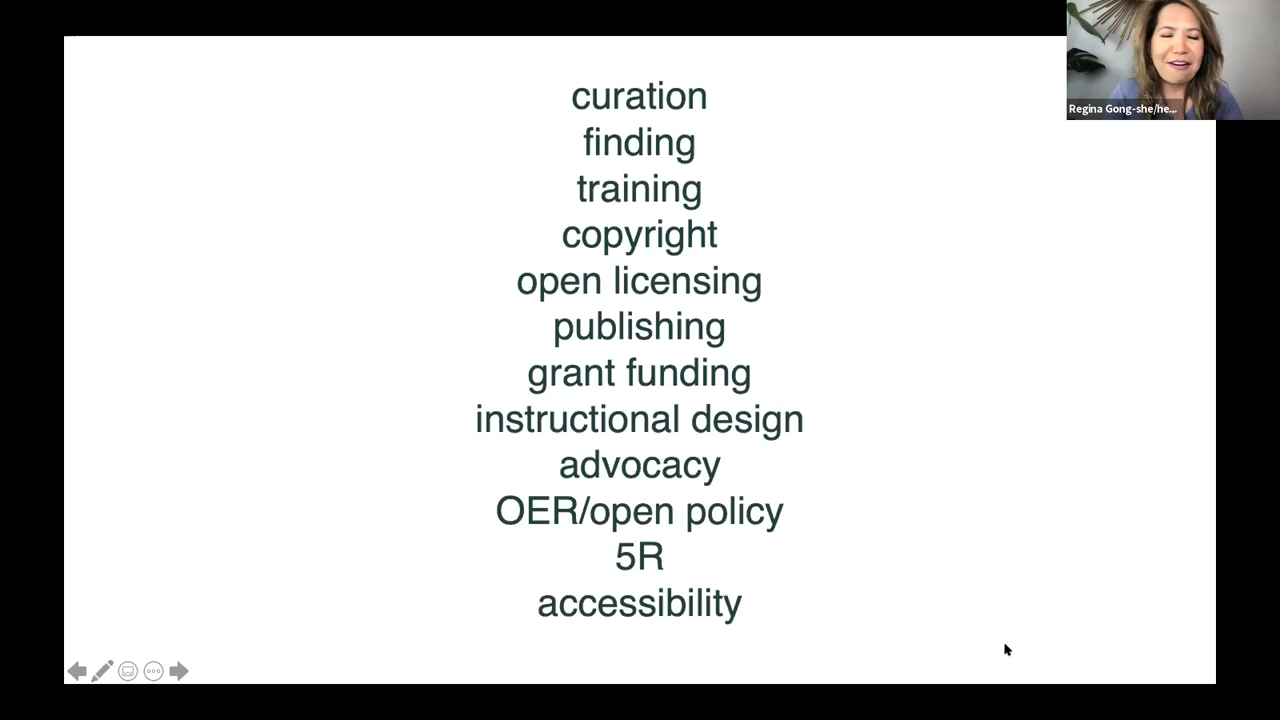 curation
finding
training
copyright
open licensing
publishing
grant funding
instructional design
advocacy
OER/open policy
5R
accessibility
Regina Gong-she/he...